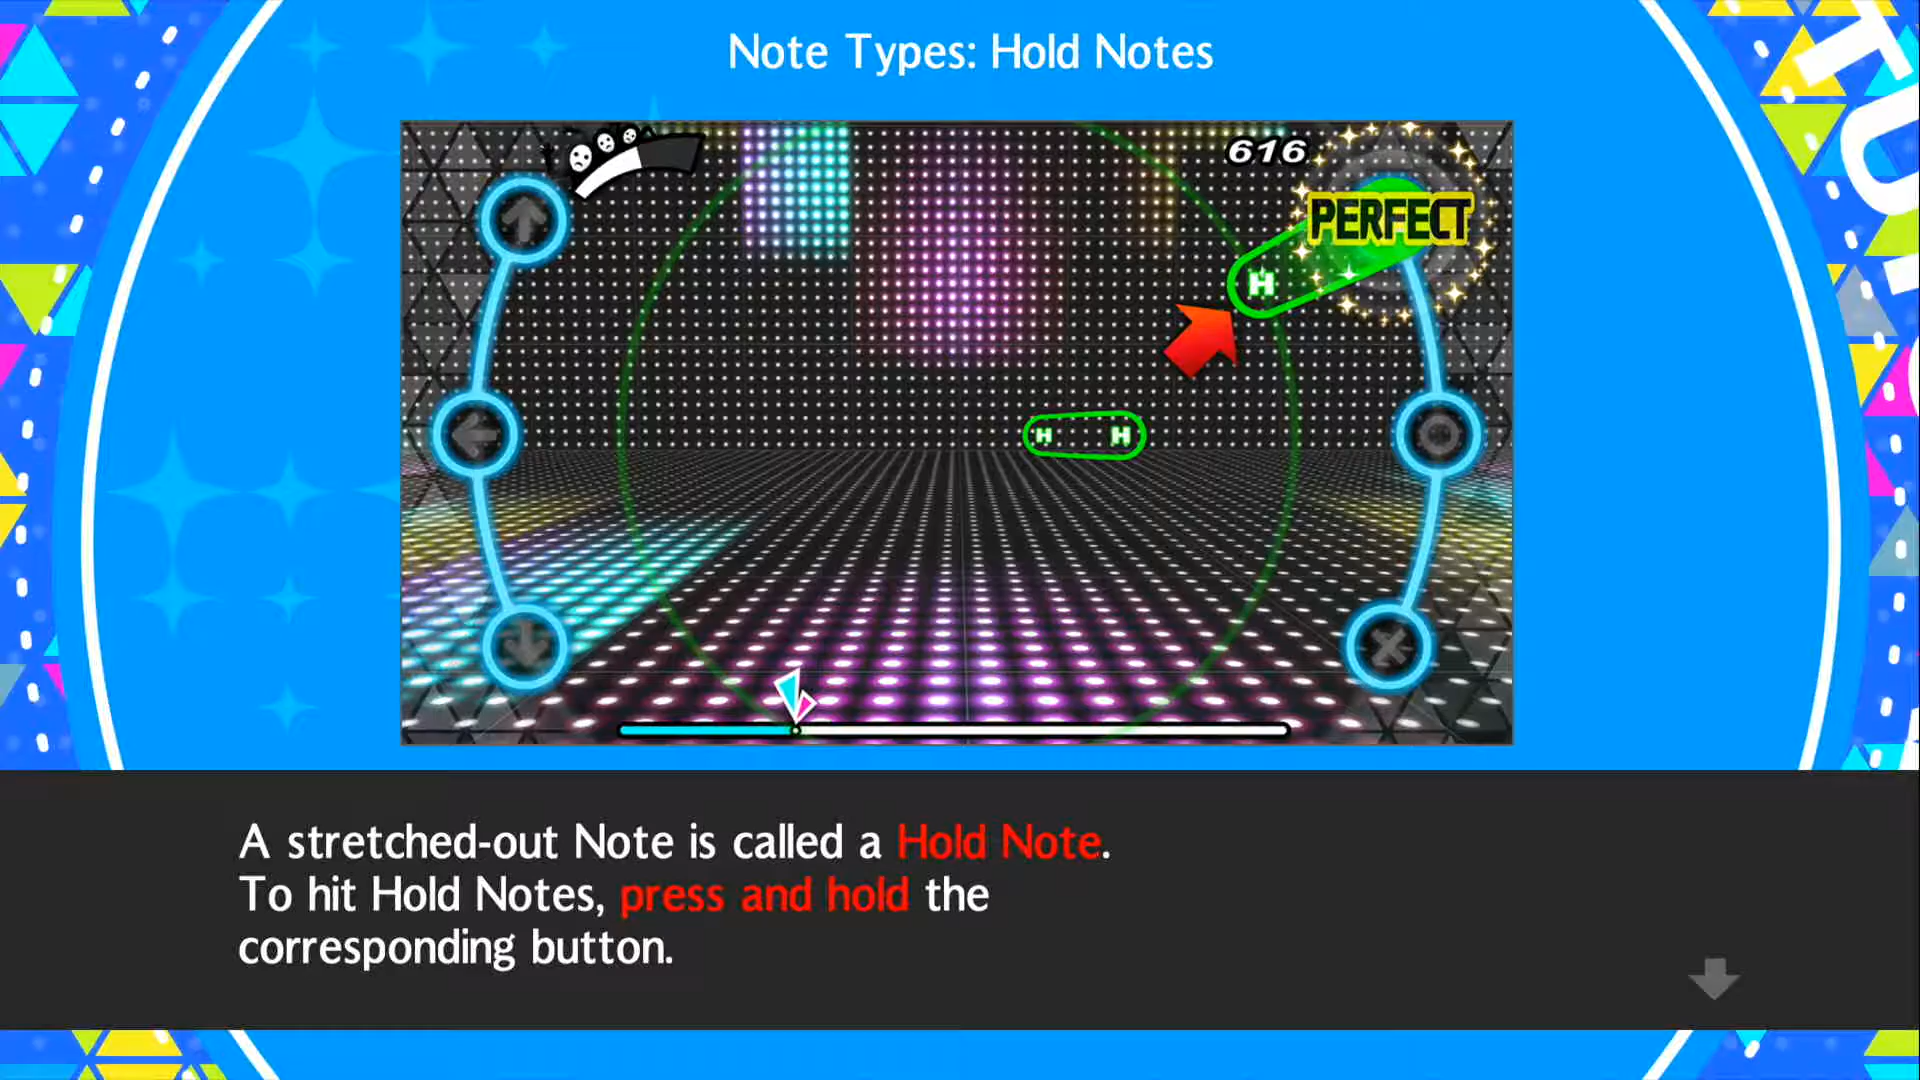 Note Types: Hold Notes
616
PERFECT
H
H H
A stretched-out Note is called a Hold Note.
To hit Hold Notes, press and hold the
corresponding button.